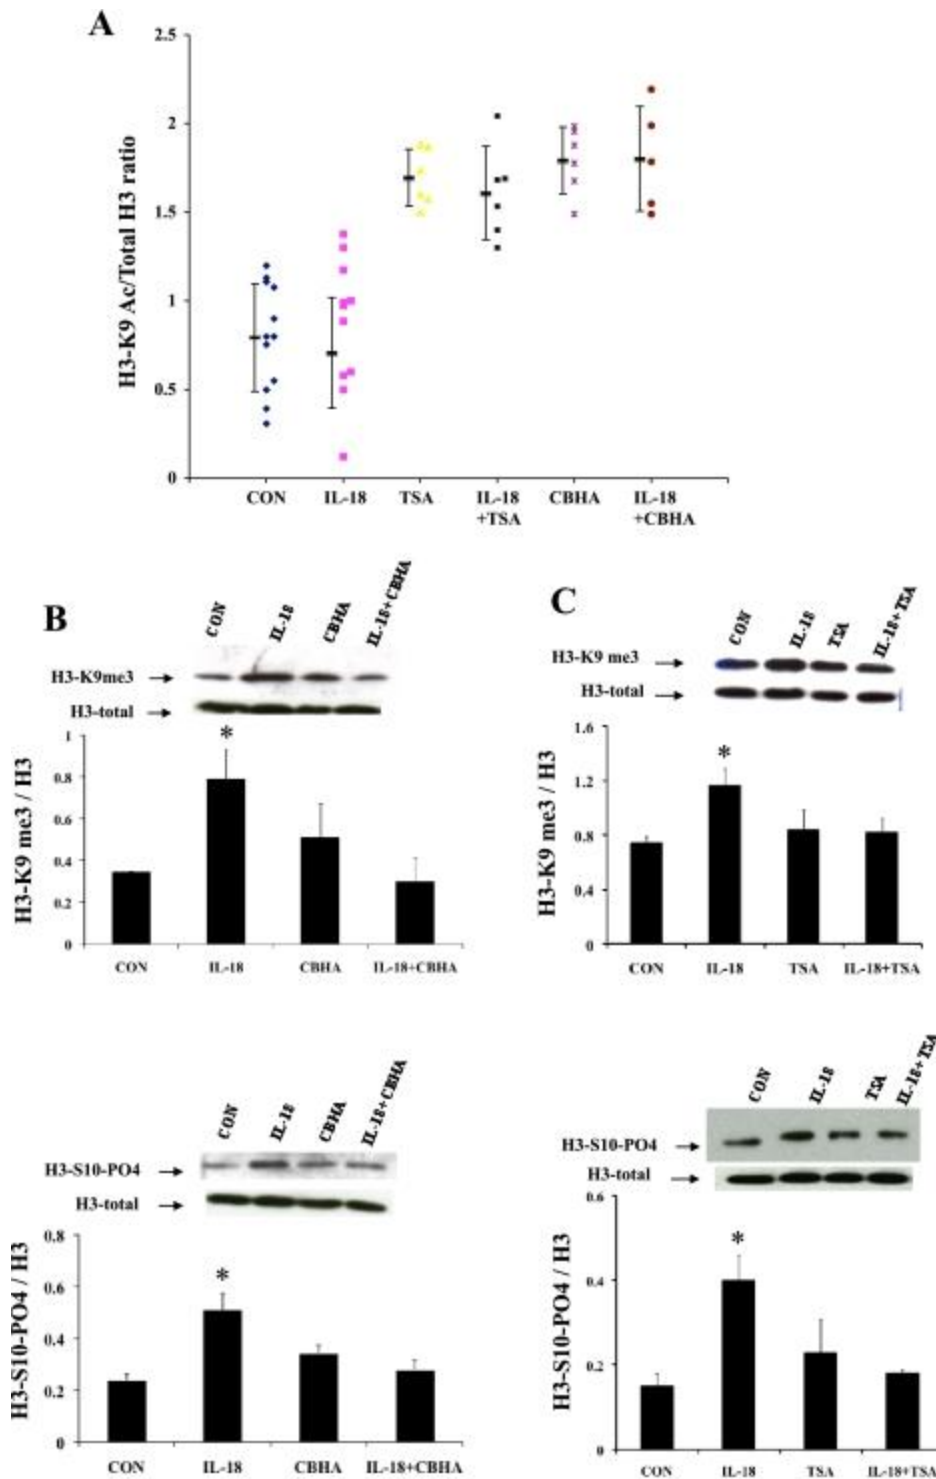 A
2.5
2
1.5
1
0.5
0
H3-K9 Ac/Total H3 ratio
CON IL-18 TSA IL-18 +TSA CBHA IL-18 +CBHA
B
CON IL-18 CBHA IL-18+CBHA
H3-K9me3
H3-total
*
1
0.8
0.6
0.4
0.2
0
H3-K9 me3 / H3
CON IL-18 CBHA IL-18+CBHA
C
CON IL-18 TSA IL-18+TSA
H3-K9 me3
H3-total
*
1.6
1.2
0.8
0.4
0
H3-K9 me3 / H3
CON IL-18 TSA IL-18+TSA
CON IL-18 CBHA IL-18+CBHA
H3-S10-PO4
H3-total
*
0.8
0.6
0.4
0.2
0
H3-S10-PO4 / H3
CON IL-18 CBHA IL-18+CBHA
CON IL-18 TSA IL-18+TSA
H3-S10-PO4
H3-total
*
0.6
0.4
0.2
0
H3-S10-PO4 / H3
CON IL-18 TSA IL-18+TSA